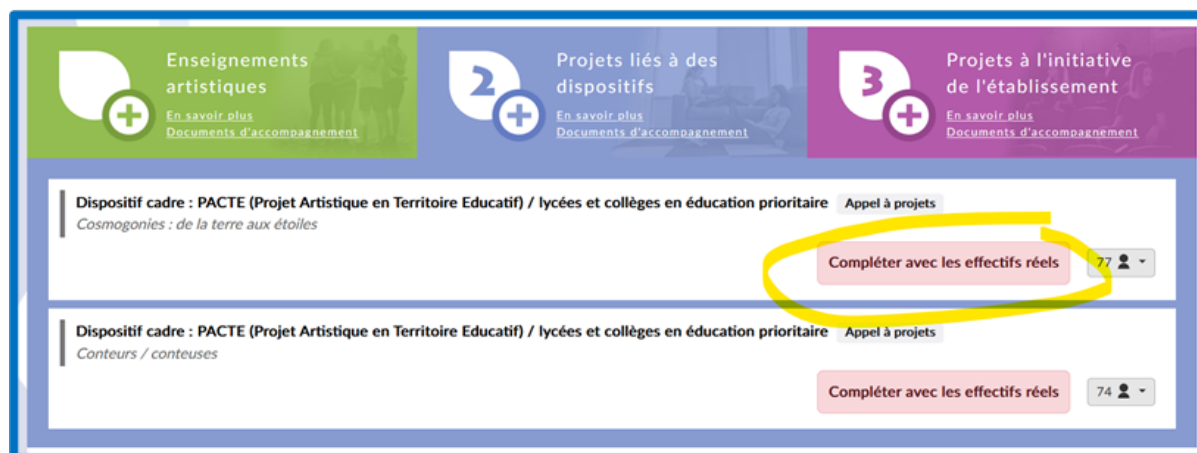 Enseignements
artistiques
En savoir plus
Documents d'accompagnement
2
Projets liés à des
dispositifs
En savoir plus
Documents d'accompagnement
3
Projets à l'initiative
de l'établissement
En savoir plus
Documents d'accompagnement
Dispositif cadre : PACTE (Projet Artistique en Territoire Educatif) / lycées et collèges en éducation prioritaire Appel à projets
Cosmogonies : de la terre aux étoiles
Compléter avec les effectifs réels 77
Dispositif cadre : PACTE (Projet Artistique en Territoire Educatif) / lycées et collèges en éducation prioritaire Appel à projets
Conteurs / conteuses
Compléter avec les effectifs réels 74